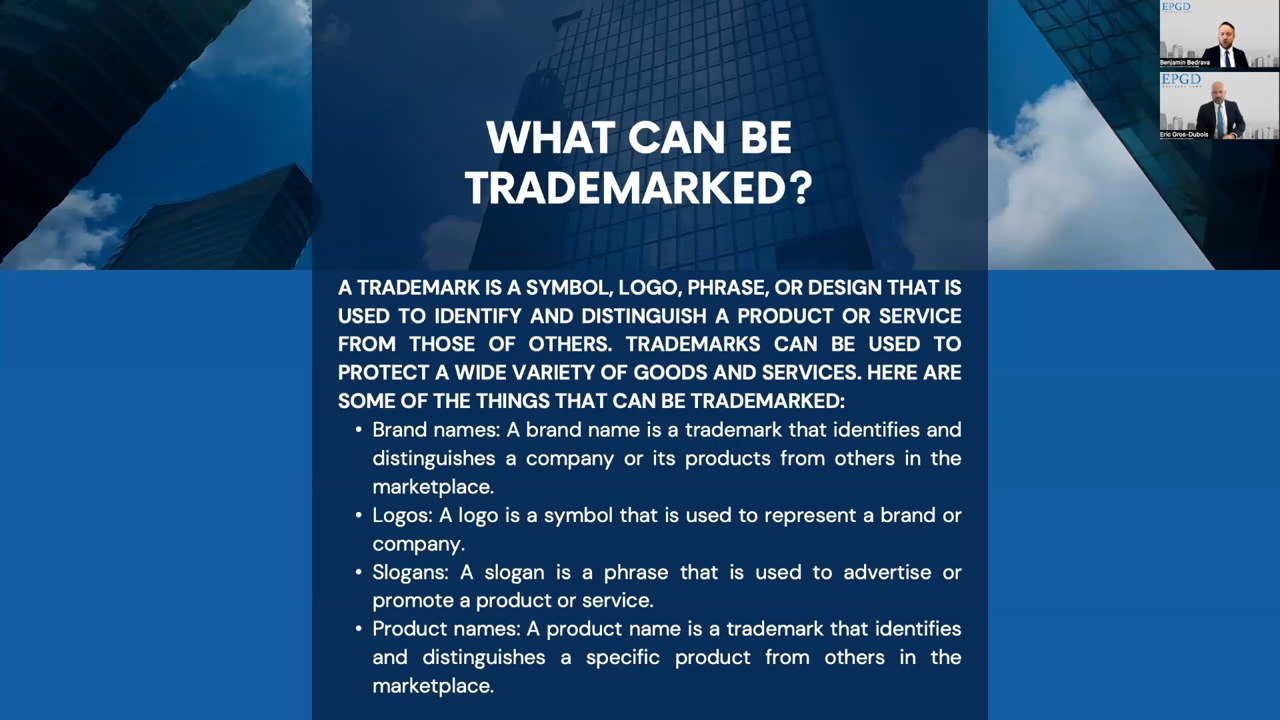 WHAT CAN BE
TRADEMARKED?
A TRADEMARK IS A SYMBOL, LOGO, PHRASE, OR DESIGN THAT IS
USED TO IDENTIFY AND DISTINGUISH A PRODUCT OR SERVICE
FROM THOSE OF OTHERS. TRADEMARKS CAN BE USED TO
PROTECT A WIDE VARIETY OF GOODS AND SERVICES. HERE ARE
SOME OF THE THINGS THAT CAN BE TRADEMARKED:
• Brand names: A brand name is a trademark that identifies and
distinguishes a company or its products from others in the
marketplace.
• Logos: A logo is a symbol that is used to represent a brand or
company.
• Slogans: A slogan is a phrase that is used to advertise or
promote a product or service.
• Product names: A product name is a trademark that identifies
and distinguishes a specific product from others in the
marketplace.
EPGD
Benjamin Bedrava
EPGD
BUSINESS LAW
Eric Gros-Dubois